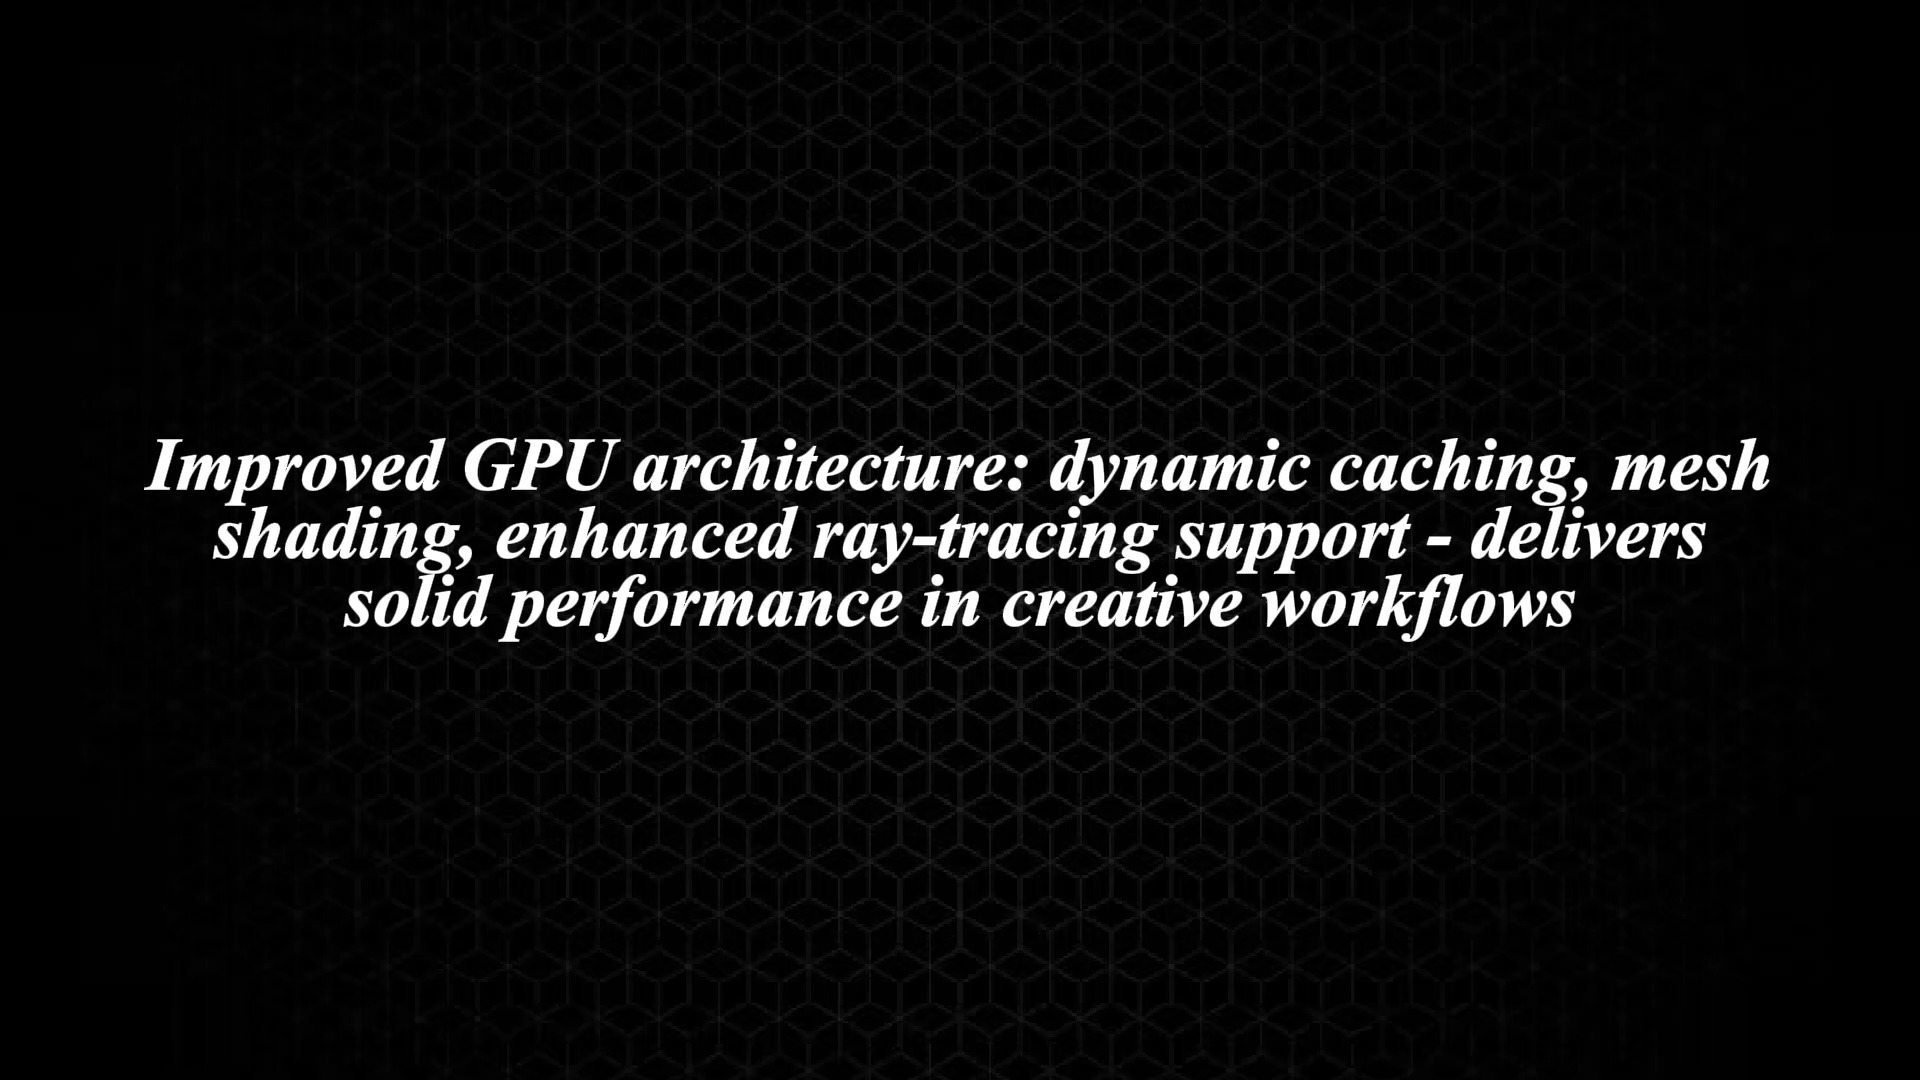 Improved GPU architecture: dynamic caching, mesh
shading, enhanced ray-tracing support - delivers
solid performance in creative workflows